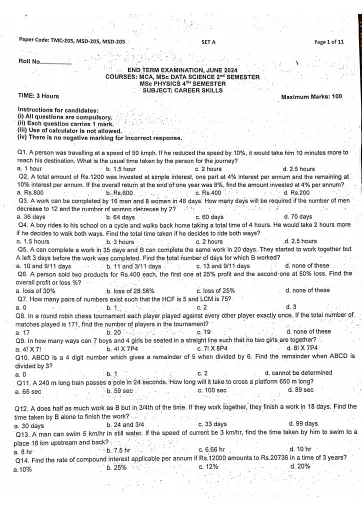 Paper Code: TMC-205, MSD-205, MSD-205 SET A Page 1 of 11
Roll No
END TERM EXAMINATION, JUNE 2024
COURSES: MCA, MSc DATA SCIENCE 2nd SEMESTER
MSc PHYSICS 4TH SEMESTER
SUBJECT: CAREER SKILLS
TIME: 3 Hours Maximum Marks: 100
Instructions for candidates:
(i) All questions are compulsory.
(ii) Each question carries 1 mark.
(iii) Use of calculator is not allowed.
(iv) There is no negative marking for incorrect response.
Q1. A person was travelling at a speed of 50 kmph. If he reduced the speed by 10%, it would take him 10 minutes more to
reach his destination. What is the usual time taken by the person for the journey?
a. 1 hour b. 1.5 hour c. 2 hours d. 2.5 hours
Q2. A total amount of Rs.1200 was invested at simple interest, one part at 4% interest per annum and the remaining at
10% interest per annum. If the overall return at the end of one year was 8%, find the amount invested at 4% per annum?
a. Rs.800 b. Rs.600 c. Rs.400 d. Rs.200
Q3. A work can be completed by 16 men and 8 women in 48 days. How many days will be required if the number of men
decrease to 12 and the number of women decrease by 2?
a. 36 days b. 64 days c. 60 days d. 70 days
Q4. A boy rides to his school on a cycle and walks back home taking a total time of 4 hours. He would take 2 hours more
if he decides to walk both ways. Find the total time taken if he decides to ride both ways?
a. 1.5 hours b. 3 hours c. 2 hours d. 2.5 hours
Q5. A can complete a work in 35 days and B can complete the same work in 20 days. They started to work together but
A left 3 days before the work was completed. Find the total number of days for which B worked?
a. 10 and 9/11 days b. 11 and 3/11 days c. 13 and 9/11 days d. none of these
Q6. A person sold two products for Rs.400 each, the first one at 25% profit and the second one at 50% loss. Find the
overall profit or loss %?
a. loss of 30% b. loss of 28.56% c. loss of 25% d. none of these
Q7. How many pairs of numbers exist such that the HCF is 5 and LCM is 75?
b. 1 c. 2 d. 3
Q8. In a round robin chess tournament each player played against every other player exactly once. If the total number of
matches played is 171, find the number of players in the tournament?
a. 17 b. 20 c. 19 d. none of these
Q9. In how many ways can 7 boys and 4 girls be seated in a straight line such that no two girls are together?
a. 4! X 7! b. 4! X 7P4 c. 7! X 8P4 d. 8! X 7P4
Q10. ABCD is a 4 digit number which gives a remainder of 5 when divided by 6. Find the remainder when ABCD is
divided by 3?
a. 0 b. 1 c. 2 d. cannot be determined
Q11. A 240 m long train passes a pole in 24 seconds. How long will it take to cross a platform 650 m long?
a. 65 sec b. 59 sec c. 100 sec d. 89 sec
Q12. A does half as much work as B but in 3/4th of the time. If they work together, they finish a work in 18 days. Find the
time taken by B alone to finish the work?
a. 30 days b. 24 and 3/4 c. 33 days d. 99 days
Q13. A man can swim 5 km/hr in still water. If the speed of current be 3 km/hr, find the time taken by him to swim to a
place 16 km upstream and back?
a. 8 hr b. 7.5 hr c. 6.66 hr d. 10 hr
Q14. Find the rate of compound interest applicable per annum if Rs.12000 amounts to Rs.20736 in a time of 3 years?
a.10% b. 25% c. 12% d. 20%